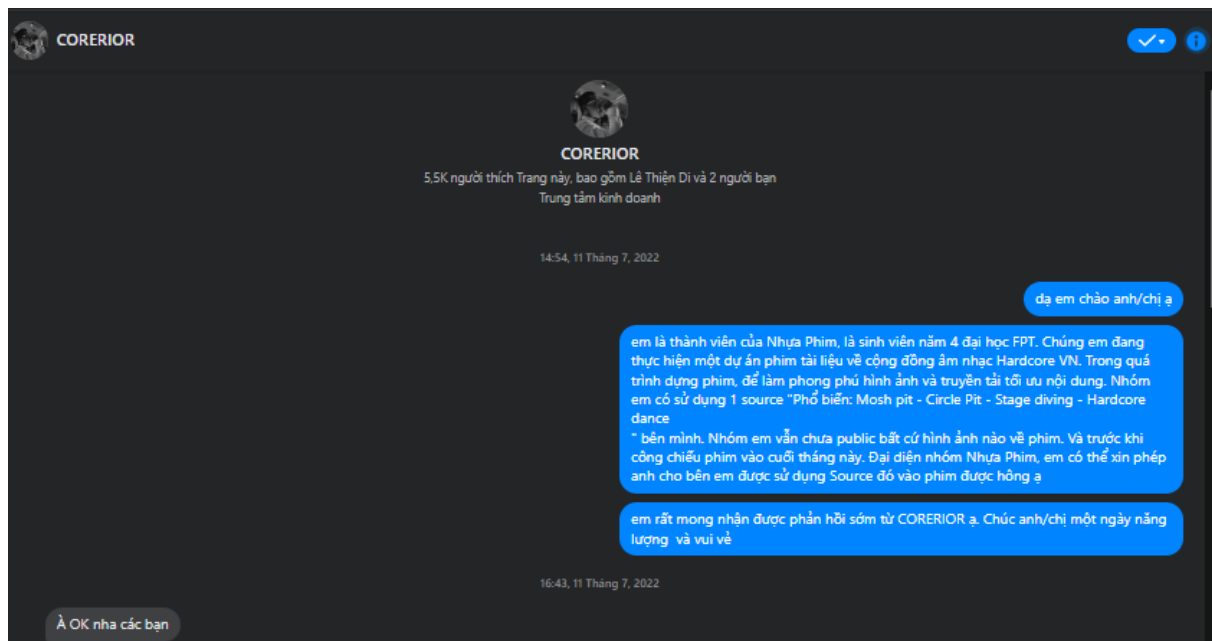 CORERIOR
CORERIOR
5,5K người thích Trang này, bao gồm Lê Thiện Di và 2 người bạn
Trung tâm kinh doanh
14:54, 11 Tháng 7, 2022
dạ em chào anh/chị ạ
em là thành viên của Nhựa Phim, là sinh viên năm 4 đại học FPT. Chúng em đang
thực hiện một dự án phim tài liệu về cộng đồng âm nhạc Hardcore VN. Trong quá
trình dựng phim, để làm phong phú hình ảnh và truyền tải tối ưu nội dung. Nhóm
em có sử dụng 1 source "Phổ biến: Mosh pit - Circle Pit - Stage diving - Hardcore
dance
" bên mình. Nhóm em vẫn chưa public bất cứ hình ảnh nào về phim. Và trước khi
công chiếu phim vào cuối tháng này. Đại diện nhóm Nhựa Phim, em có thể xin phép
anh cho bên em được sử dụng Source đó vào phim được hông ạ
em rất mong nhận được phản hồi sớm từ CORERIOR ạ. Chúc anh/chị một ngày năng
lượng và vui vẻ
16:43, 11 Tháng 7, 2022
À OK nha các bạn